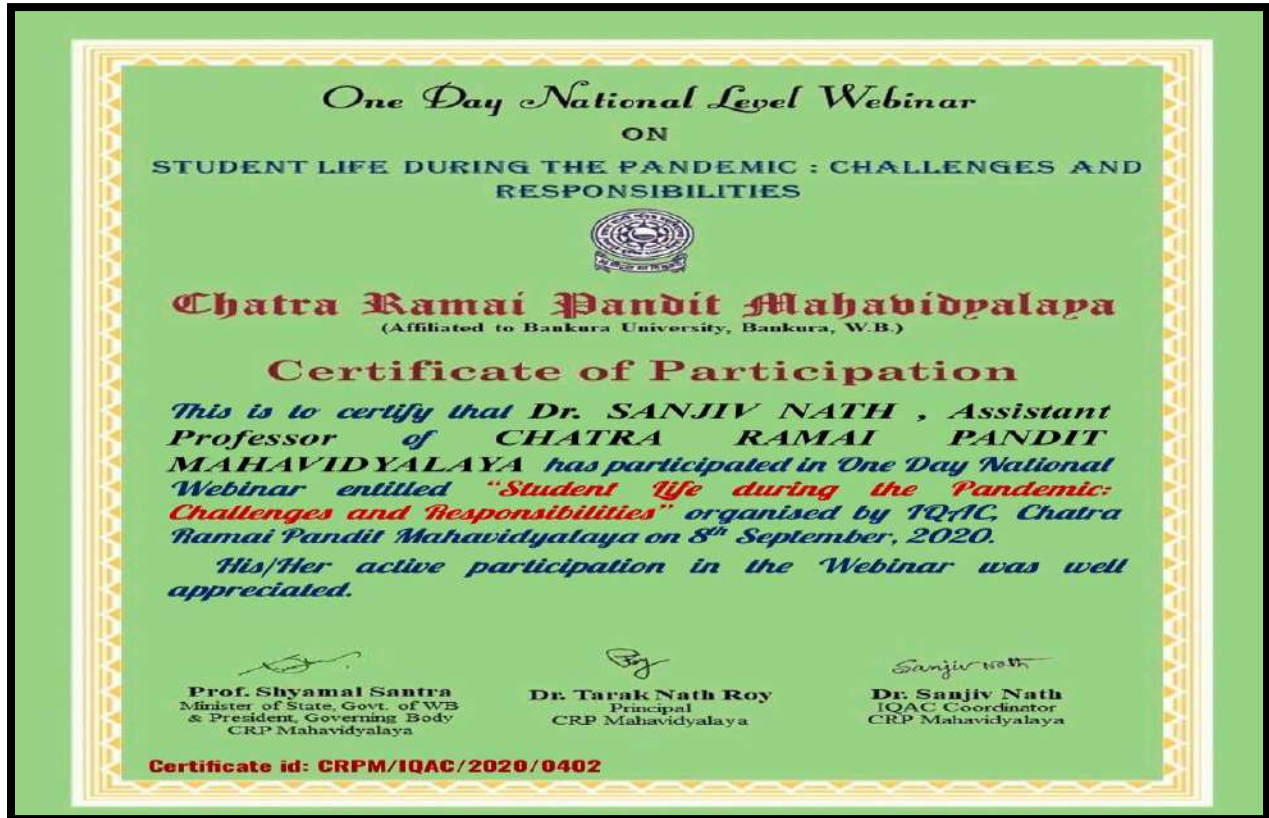 One Day National Level Webinar
ON
STUDENT LIFE DURING THE PANDEMIC : CHALLENGES AND
RESPONSIBILITIES
Chatra Ramai Pandit Mahavidyalaya
(Affiliated to Bankura University, Bankura, W.B.)
Certificate of Participation
This is to certify that Dr. SANJIV NATH , Assistant
Professor of CHATRA RAMAI PANDIT
MAHAVIDYALAYA has participated in One Day National
Webinar entitled "Student Life during the Pandemic:
Challenges and Responsibilities" organised by IQAC, Chatra
Ramai Pandit Mahavidyalaya on 8th September, 2020.
His/Her active participation in the Webinar was well
appreciated.
Sanjiv Nath
Prof. Shyamal Santra Dr. Tarak Nath Roy Dr. Sanjiv Nath
Minister of State, Govt. of WB Principal IQAC Coordinator
& President, Governing Body CRP Mahavidyalaya CRP Mahavidyalaya
CRP Mahavidyalaya
Certificate id: CRPM/IQAC/2020/0402